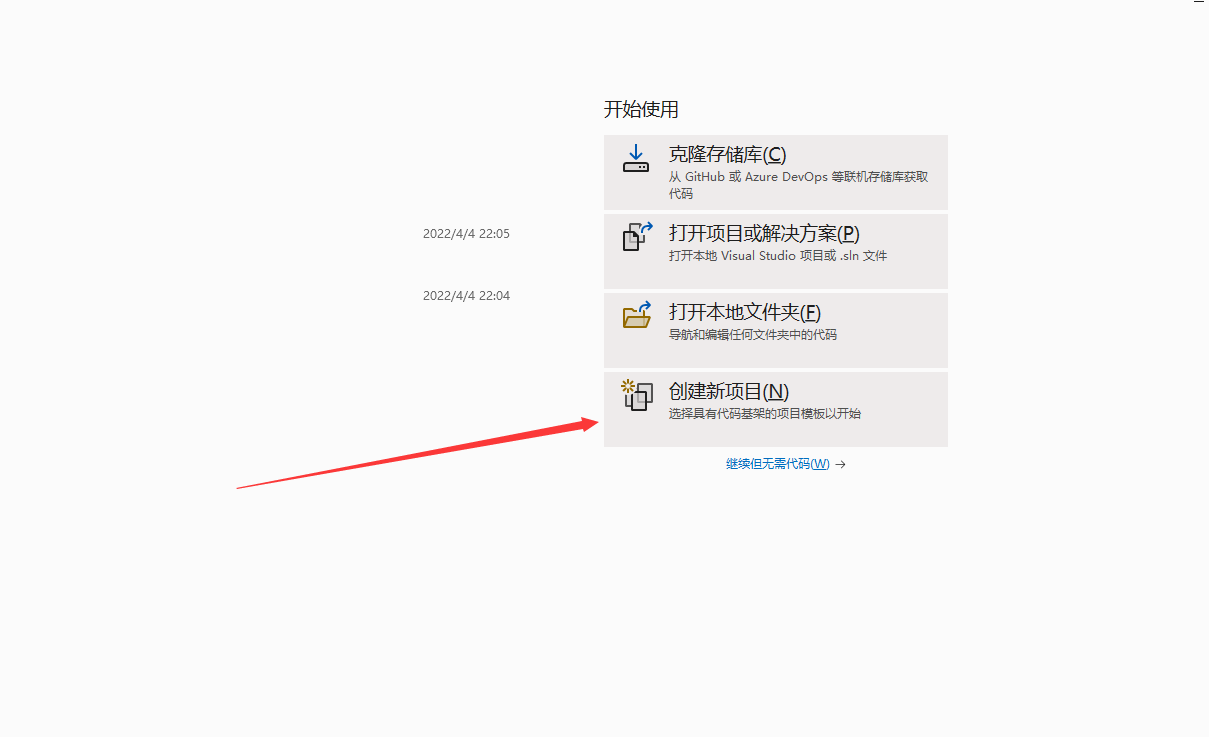 开始使用
克隆存储库(C)
从 GitHub 或 Azure DevOps 等联机存储库获取
代码
2022/4/4 22:05
打开项目或解决方案(P)
打开本地 Visual Studio 项目或 .sln 文件
2022/4/4 22:04
打开本地文件夹(F)
导航和编辑任何文件夹中的代码
创建新项目(N)
选择具有代码基架的项目模板以开始
继续但无需代码(W) →